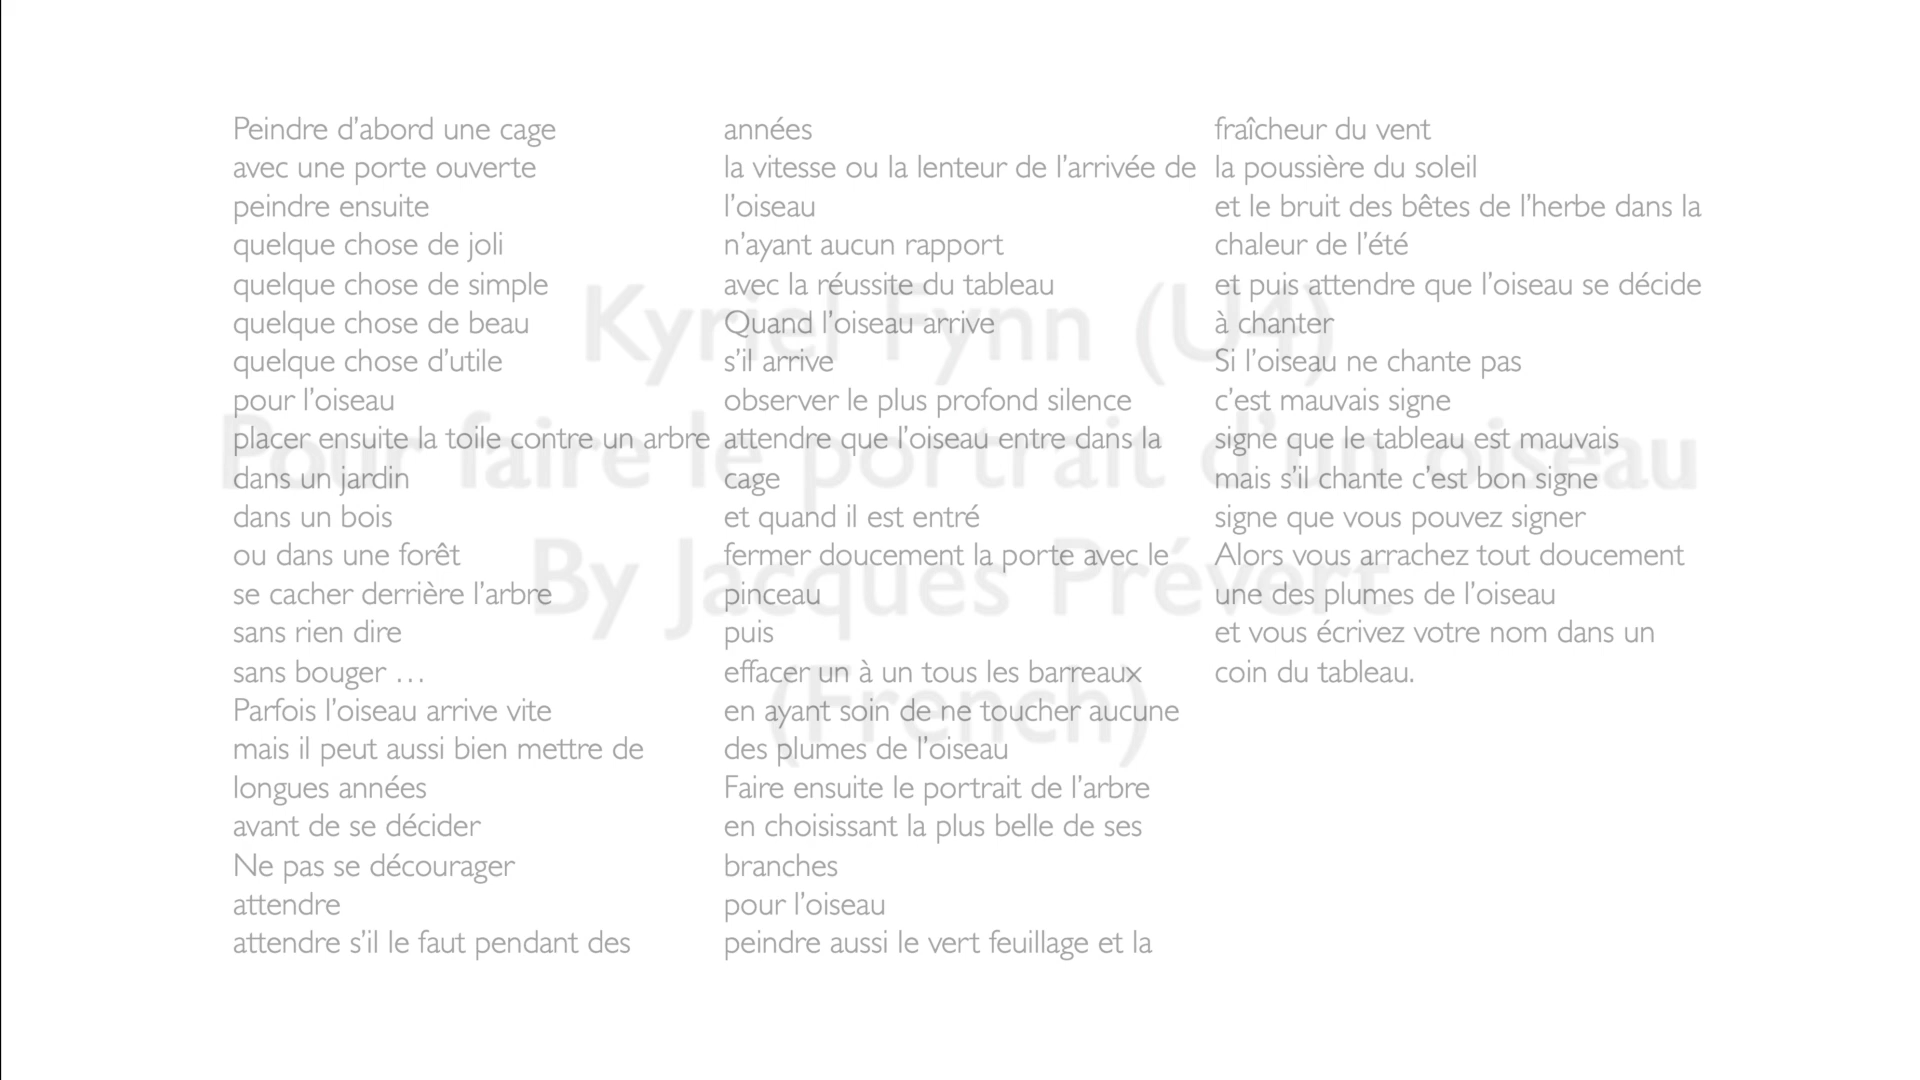 Peindre d’abord une cage
avec une porte ouverte
peindre ensuite
quelque chose de joli
quelque chose de simple
quelque chose de beau
quelque chose d’utile
pour l’oiseau
placer ensuite la toile contre un arbre
dans un jardin
dans un bois
ou dans une forêt
se cacher derrière l’arbre
sans rien dire
sans bouger …
Parfois l’oiseau arrive vite
mais il peut aussi bien mettre de
longues années
avant de se décider
Ne pas se décourager
attendre
attendre s’il le faut pendant des
années
la vitesse ou la lenteur de l’arrivée de
l’oiseau
n’ayant aucun rapport
avec la réussite du tableau
Quand l’oiseau arrive
s’il arrive
observer le plus profond silence
attendre que l’oiseau entre dans la
cage
et quand il est entré
fermer doucement la porte avec le
pinceau
puis
effacer un à un tous les barreaux
en ayant soin de ne toucher aucune
des plumes de l’oiseau
Faire ensuite le portrait de l’arbre
en choisissant la plus belle de ses
branches
pour l’oiseau
peindre aussi le vert feuillage et la
fraîcheur du vent
la poussière du soleil
et le bruit des bêtes de l’herbe dans la
chaleur de l’été
et puis attendre que l’oiseau se décide
à chanter
Si l’oiseau ne chante pas
c’est mauvais signe
signe que le tableau est mauvais
mais s’il chante c’est bon signe
signe que vous pouvez signer
Alors vous arrachez tout doucement
une des plumes de l’oiseau
et vous écrivez votre nom dans un
coin du tableau.
Kyriel Fynn (U4)
Pour faire le portrait d’un oiseau
By Jacques Prévert
(French)